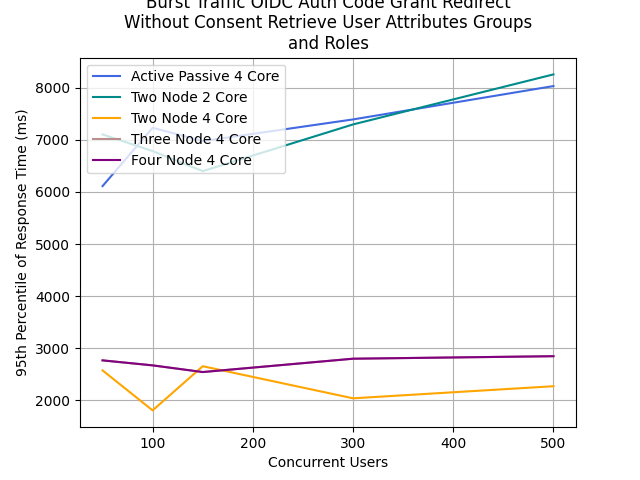 Burst Traffic OIDC Auth Code Grant Redirect
Without Consent Retrieve User Attributes Groups
and Roles
Active Passive 4 Core
Two Node 2 Core
Two Node 4 Core
Three Node 4 Core
Four Node 4 Core
95th Percentile of Response Time (ms)
8000
7000
6000
5000
4000
3000
2000
100 200 300 400 500
Concurrent Users